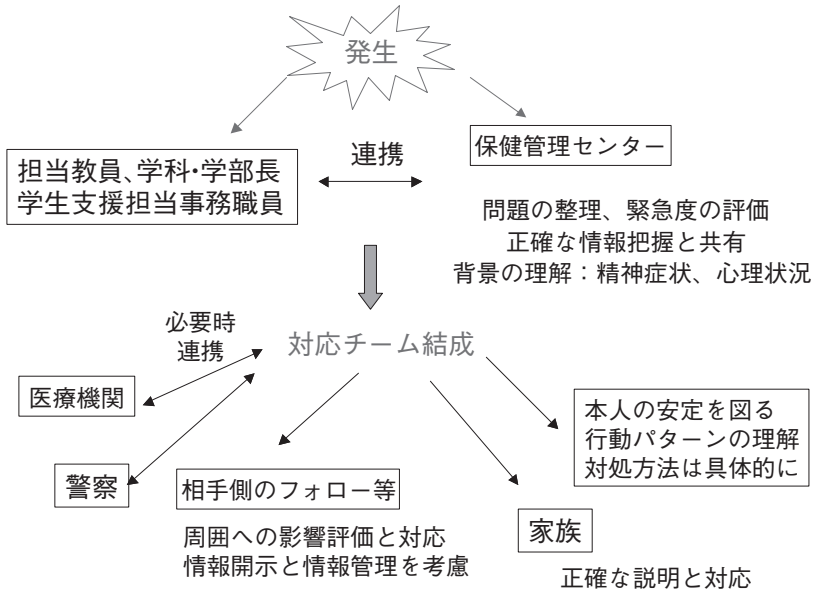 発生
担当教員、学科・学部長
学生支援担当事務職員
連携
保健管理センター
問題の整理、緊急度の評価
正確な情報把握と共有
背景の理解：精神症状、心理状況
必要時
連携
対応チーム結成
医療機関
警察
相手側のフォロー等
周囲への影響評価と対応
情報開示と情報管理を考慮
本人の安定を図る
行動パターンの理解
対処方法は具体的に
家族
正確な説明と対応